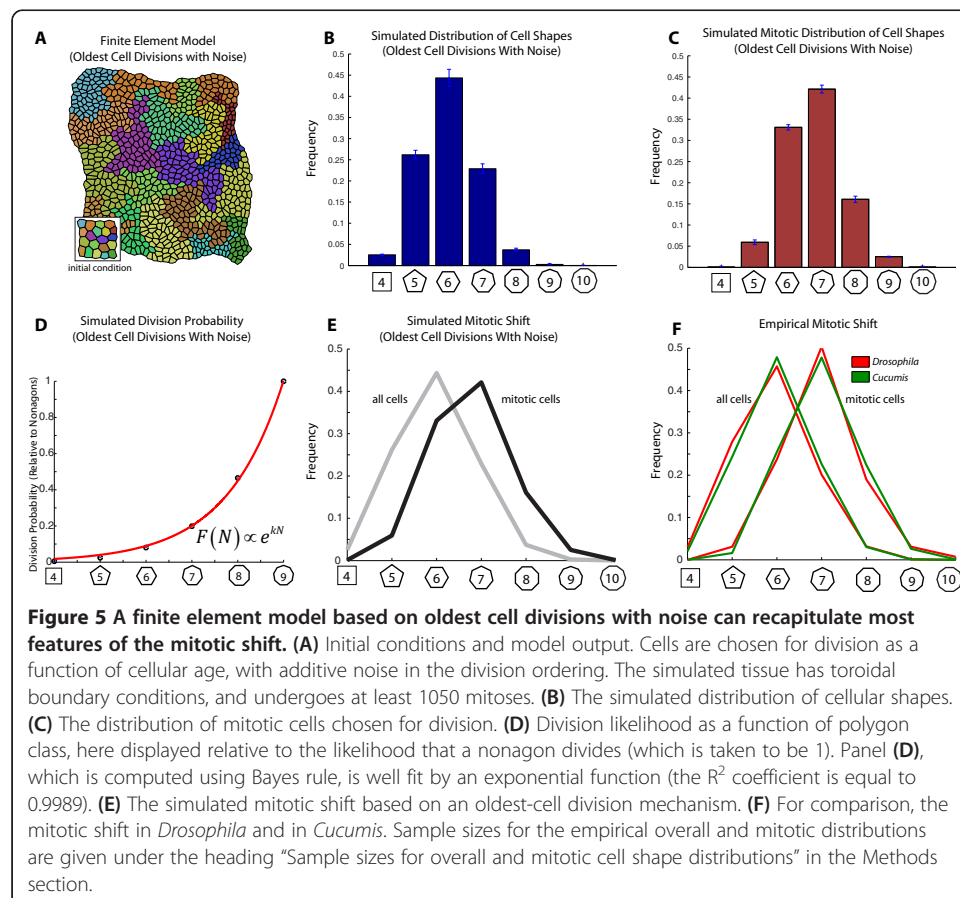 A
Finite Element Model
(Oldest Cell Divisions with Noise)
initial condition
B
Simulated Distribution of Cell Shapes
(Oldest Cell Divisions With Noise)
Frequency
0.5
0.45
0.4
0.35
0.3
0.25
0.2
0.15
0.1
0.05
0
4 5 6 7 8 9 10
C
Simulated Mitotic Distribution of Cell Shapes
(Oldest Cell Divisions With Noise)
Frequency
0.5
0.45
0.4
0.35
0.3
0.25
0.2
0.15
0.1
0.05
0
4 5 6 7 8 9 10
D
Simulated Division Probability
(Oldest Cell Divisions With Noise)
Division Probability (Relative to Nonagons)
1
0.8
0.6
0.4
0.2
0
F(N)∝e^{kN}
4 5 6 7 8 9
E
Simulated Mitotic Shift
(Oldest Cell Divisions WIth Noise)
Frequency
0.5
0.4
0.3
0.2
0.1
0
all cells
mitotic cells
4 5 6 7 8 9 10
F
Empirical Mitotic Shift
Frequency
0.5
0.4
0.3
0.2
0.1
0
Drosophila
Cucumis
all cells
mitotic cells
4 5 6 7 8 9 10
Figure 5 A finite element model based on oldest cell divisions with noise can recapitulate most
features of the mitotic shift. (A) Initial conditions and model output. Cells are chosen for division as a
function of cellular age, with additive noise in the division ordering. The simulated tissue has toroidal
boundary conditions, and undergoes at least 1050 mitoses. (B) The simulated distribution of cellular shapes.
(C) The distribution of mitotic cells chosen for division. (D) Division likelihood as a function of polygon
class, here displayed relative to the likelihood that a nonagon divides (which is taken to be 1). Panel (D),
which is computed using Bayes rule, is well fit by an exponential function (the R² coefficient is equal to
0.9989). (E) The simulated mitotic shift based on an oldest-cell division mechanism. (F) For comparison, the
mitotic shift in Drosophila and in Cucumis. Sample sizes for the empirical overall and mitotic distributions
are given under the heading “Sample sizes for overall and mitotic cell shape distributions” in the Methods
section.